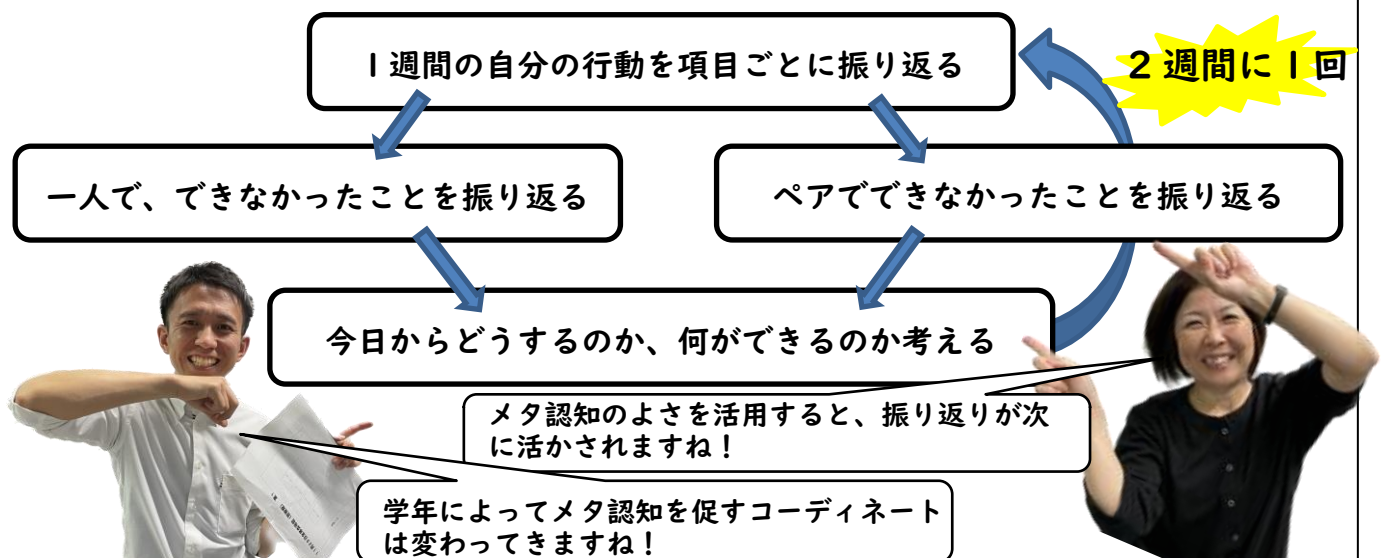 1週間の自分の行動を項目ごとに振り返る
2週間に1回
一人で、できなかったことを振り返る
ペアでできなかったことを振り返る
今日からどうするのか、何ができるのか考える
メタ認知のよさを活用すると、振り返りが次
に活かされますね！
学年によってメタ認知を促すコーディネート
は変わってきますね！